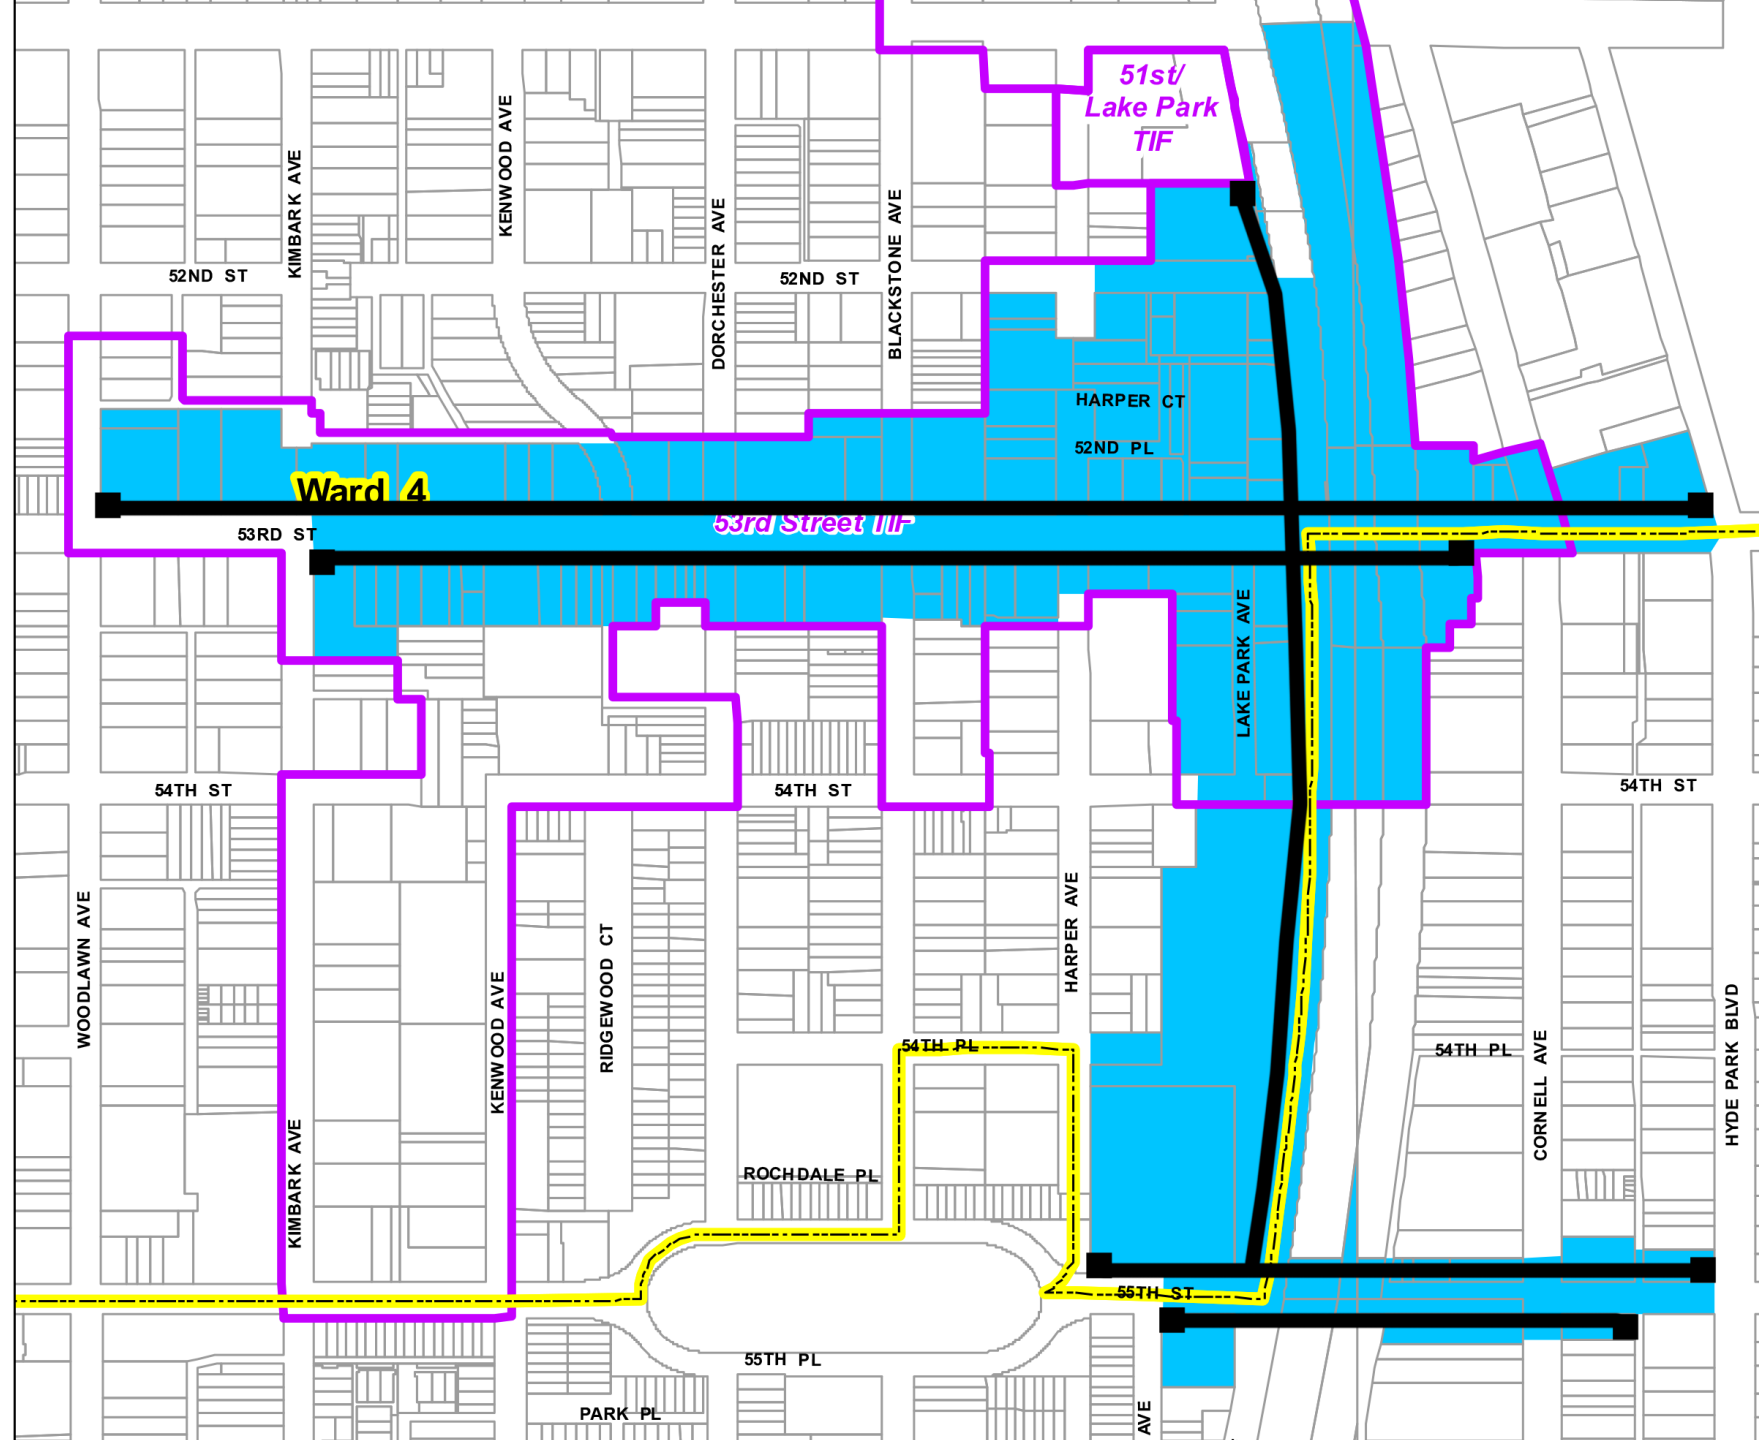 51st/
Lake Park
TIF
KENWOOD AVE
KIMBARK AVE
DORCHESTER AVE
BLACKSTONE AVE
52ND ST
52ND ST
HARPER CT
52ND PL
Ward 4
53rd Street TIF
53RD ST
LAKE PARK AVE
54TH ST
54TH ST
54TH ST
WOODLAWN AVE
HARPER AVE
RIDGEWOOD CT
KENWOOD AVE
54TH PL
54TH PL
CORNELL AVE
HYDE PARK BLVD
KIMBARK AVE
ROCHDALE PL
55TH ST
55TH PL
PARK PL
AVE